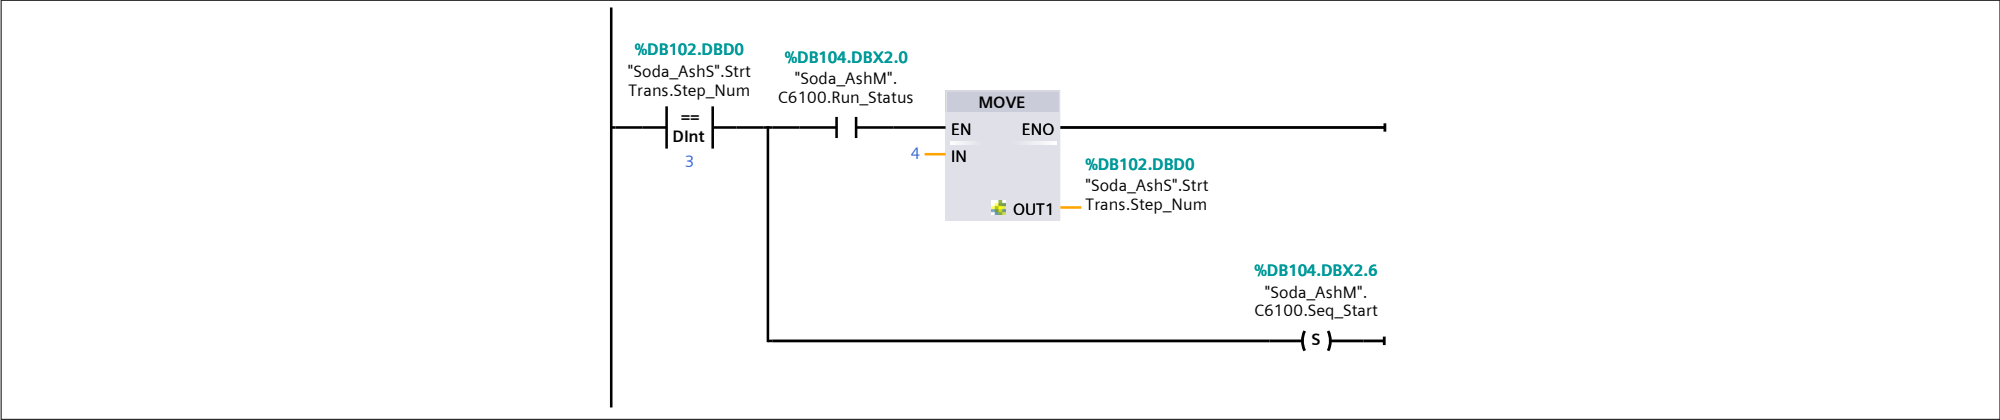 %DB102.DBD0
"Soda_AshS".Strt
Trans.Step_Num
==
DInt
3
%DB104.DBX2.0
"Soda_AshM".
C6100.Run_Status
MOVE
EN ENO
4 IN
OUT1
%DB102.DBD0
"Soda_AshS".Strt
Trans.Step_Num
%DB104.DBX2.6
"Soda_AshM".
C6100.Seq_Start
S